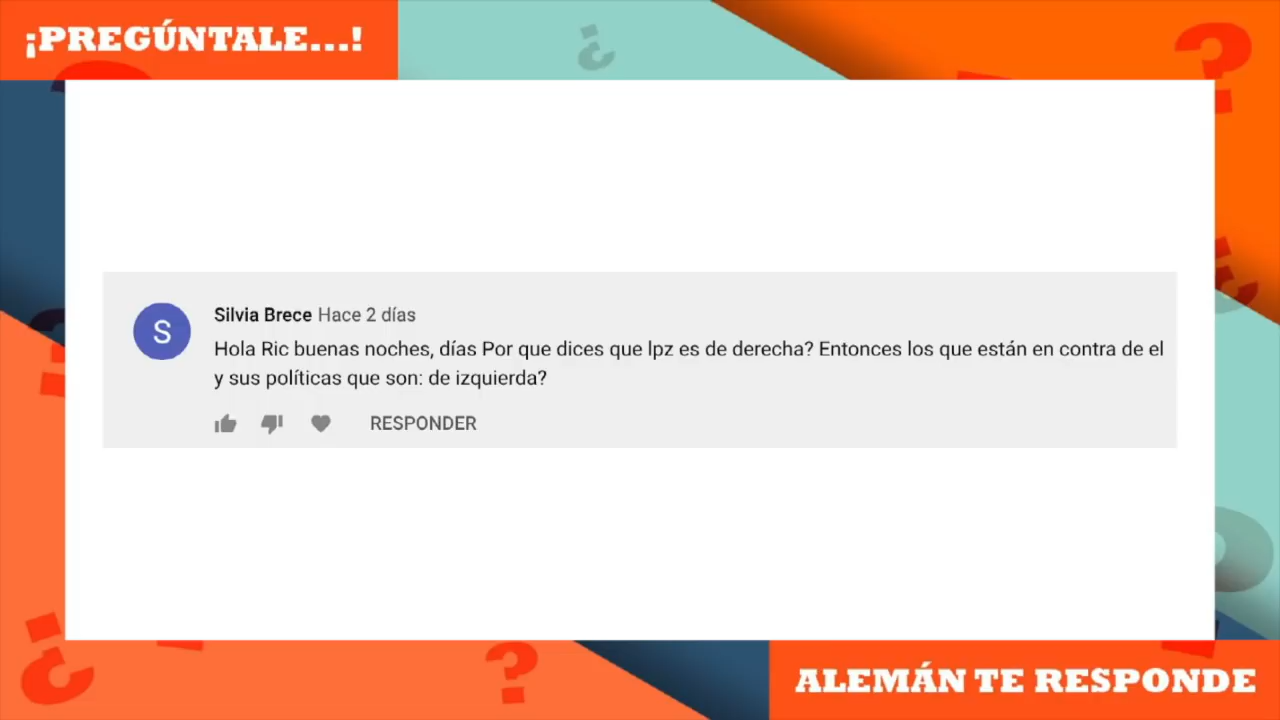 ¡PREGÚNTALE...!
S
Silvia Brece Hace 2 días
Hola Ric buenas noches, días Por que dices que lpz es de derecha? Entonces los que están en contra de el
y sus políticas que son: de izquierda?
RESPONDER
ALEMÁN TE RESPONDE